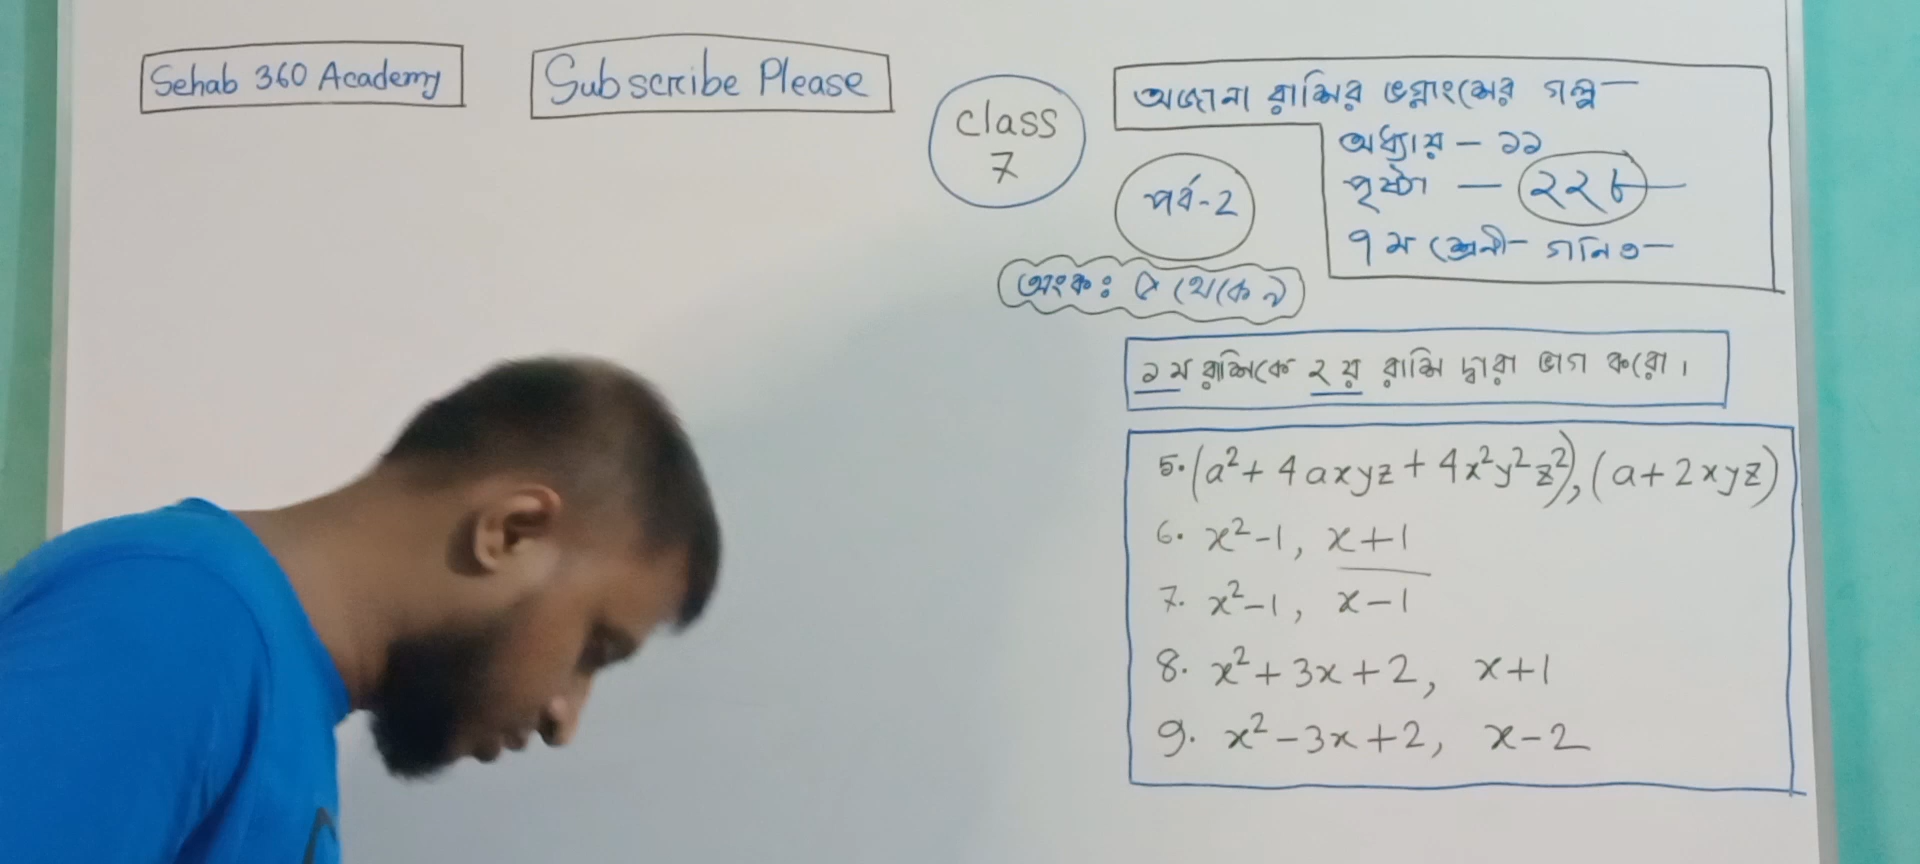 Sehab 360 Academy
Subscribe Please
class
7
অজানা রাশির ভগ্নাংশের গল্প
অধ্যায় - ১১
পৃষ্ঠা - ২২৮
৭ম শ্রেনী - গনিত
পর্ব-2
অংক: ৫ থেকে ৯
১ম রাশিকে ২য় রাশি দ্বারা ভাগ করো।
5. (a²+ 4axyz + 4x²y²z²), (a+2xyz)
6. x²-1, x+1
7. x²-1, x-1
8. x²+3x+2, x+1
9. x²-3x+2, x-2